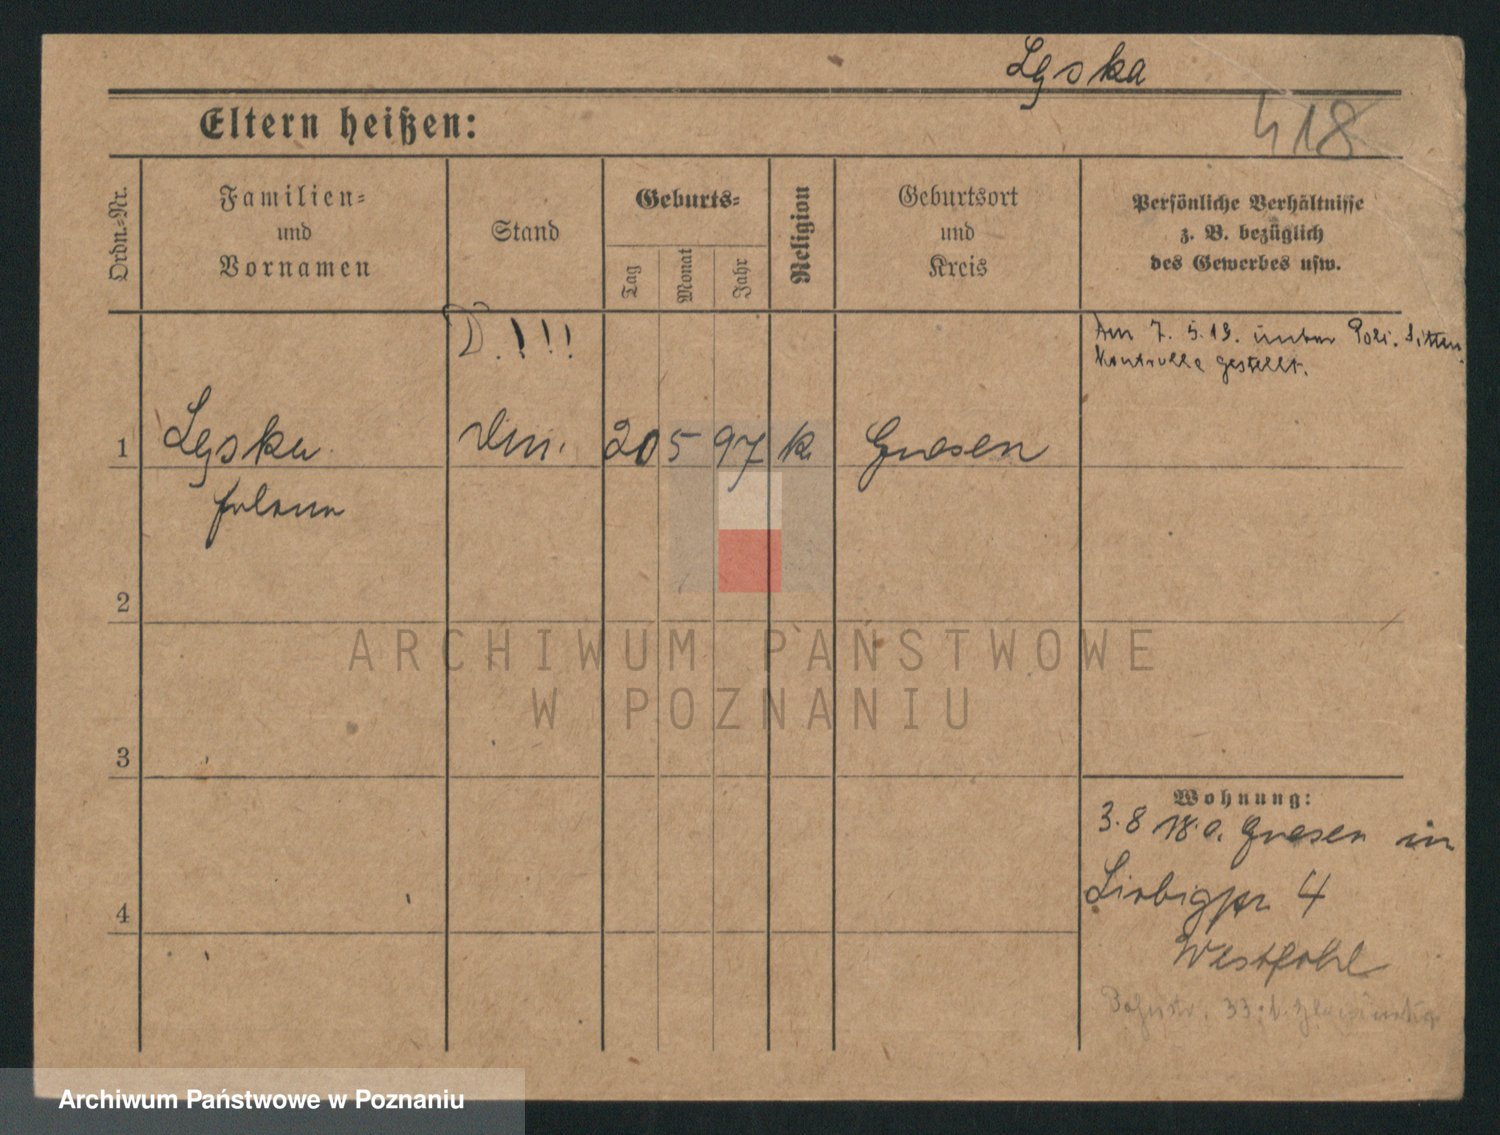 Lyska
418
Eltern heißen:
Ordn.-Nr.
Familien-
und
Vornamen
Stand
Geburts-
Tag
Monat
Jahr
Religion
Geburtsort
und
Kreis
Persönliche Verhältnisse
z. B. bezüglich
des Gewerbes usw.
D.!!!
Am 7. 5. 19. unter Poli. Sitten
kontrolle gestellt.
1 Lyska 20 5 97 k. Gnesen
2
ARCHIWUM PAŃSTWOWE
W POZNANIU
3
Wohnung:
3.8 18. Gnesen in
4 4
Westfahl
33
Archiwum Państwowe w Poznaniu